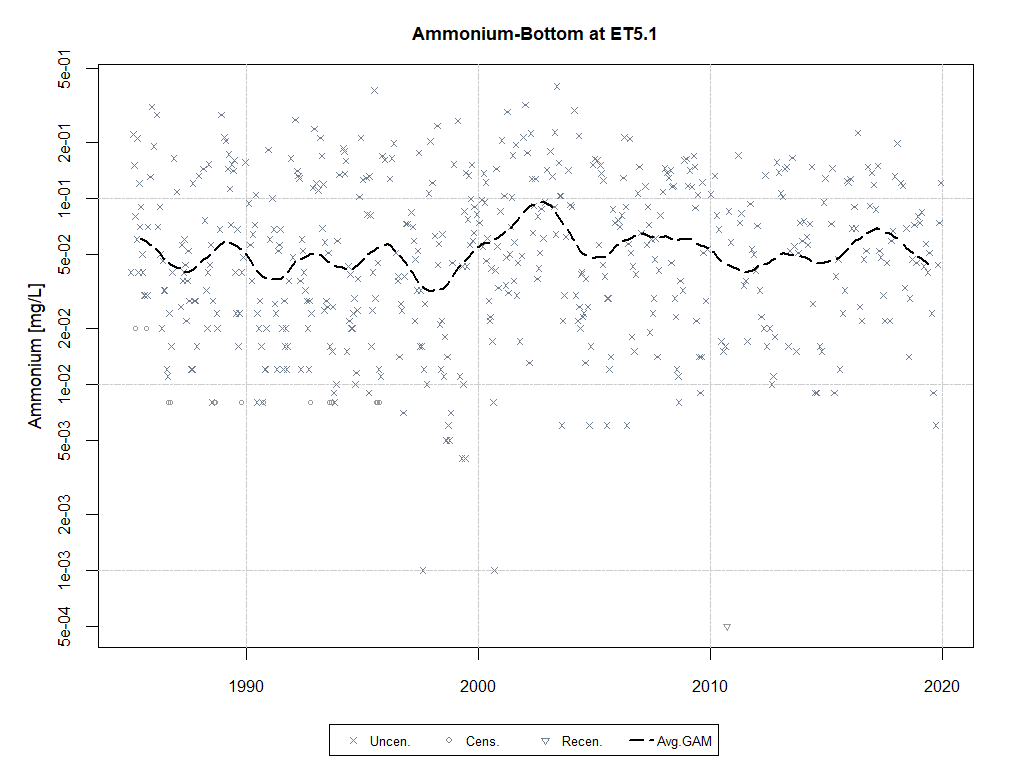 Ammonium-Bottom at ET5.1
Ammonium [mg/L]
5e-01
2e-01
1e-01
5e-02
2e-02
1e-02
5e-03
2e-03
1e-03
5e-04
1990 2000 2010 2020
Uncen. Cens. Recen. Avg.GAM